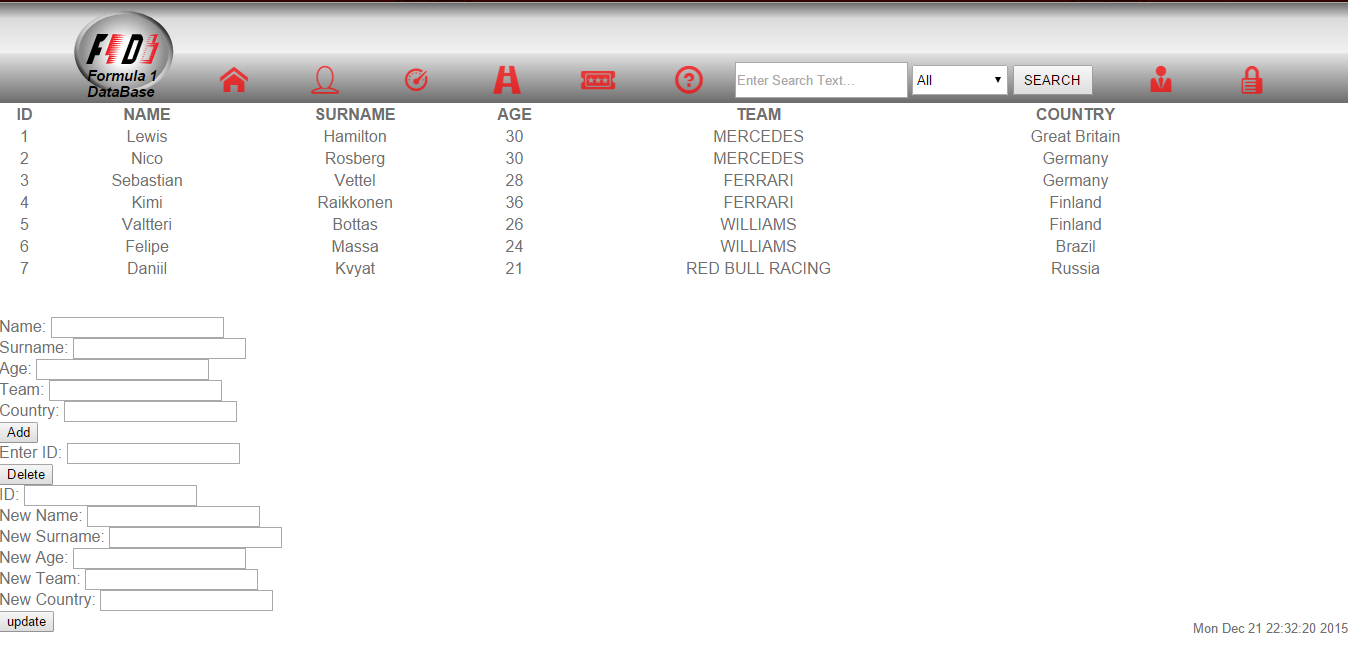 F1DB
Formula 1
DataBase
Enter Search Text... All SEARCH
ID NAME SURNAME AGE TEAM COUNTRY
1 Lewis Hamilton 30 MERCEDES Great Britain
2 Nico Rosberg 30 MERCEDES Germany
3 Sebastian Vettel 28 FERRARI Germany
4 Kimi Raikkonen 36 FERRARI Finland
5 Valtteri Bottas 26 WILLIAMS Finland
6 Felipe Massa 24 WILLIAMS Brazil
7 Daniil Kvyat 21 RED BULL RACING Russia
Name:
Surname:
Age:
Team:
Country:
Add
Enter ID:
Delete
ID:
New Name:
New Surname:
New Age:
New Team:
New Country:
update
Mon Dec 21 22:32:20 2015